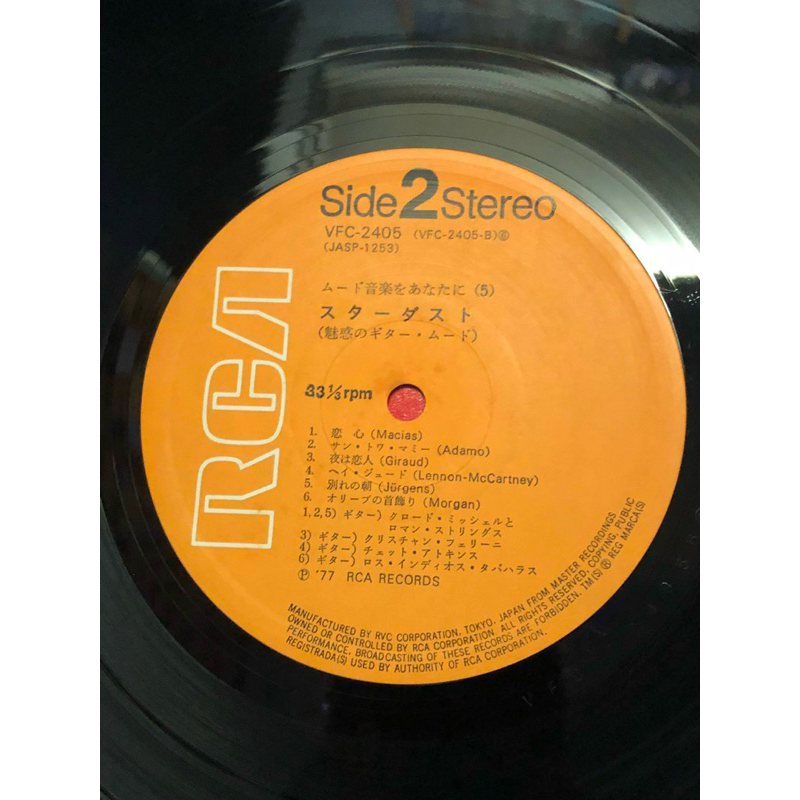 RCA
Side 2 Stereo
VFC-2405 (VFC-2405-B)⑥
(JASP-1253)
ムード音楽をあなたに (5)
スターダスト
(魅惑のギター・ムード)
33⅓rpm
1. 恋 心 (Macias)
2. サン・トワ・マミー (Adamo)
3. 夜は恋人 (Giraud)
4. ヘイ・ジュード (Lennon-McCartney)
5. 別れの朝 (Jürgens)
6. オリーブの首飾り (Morgan)
1,2,5) ギター) クロード・ミッシェルと
ロマン・ストリングス
3) ギター) クリスチャン・フェリーニ
4) ギター) チェット・アトキンス
6) ギター) ロス・インディオス・タバハラス
Ⓟ '77 RCA RECORDS
MANUFACTURED BY RVC CORPORATION, TOKYO, JAPAN FROM MASTER RECORDINGS
OWNED OR CONTROLLED BY RCA CORPORATION. ALL RIGHTS RESERVED, COPYING, PUBLIC
PERFORMANCE, BROADCASTING OF THESE RECORDS ARE FORBIDDEN. TM(S) ® REG MARCA(S)
REGISTRADA(S) USED BY AUTHORITY OF RCA CORPORATION.